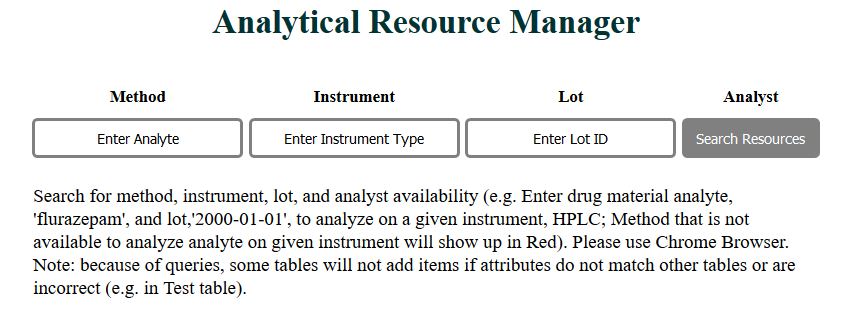 Analytical Resource Manager
Method Instrument Lot Analyst
Enter Analyte Enter Instrument Type Enter Lot ID Search Resources
Search for method, instrument, lot, and analyst availability (e.g. Enter drug material analyte,
'flurazepam', and lot,'2000-01-01', to analyze on a given instrument, HPLC; Method that is not
available to analyze analyte on given instrument will show up in Red). Please use Chrome Browser.
Note: because of queries, some tables will not add items if attributes do not match other tables or are
incorrect (e.g. in Test table).